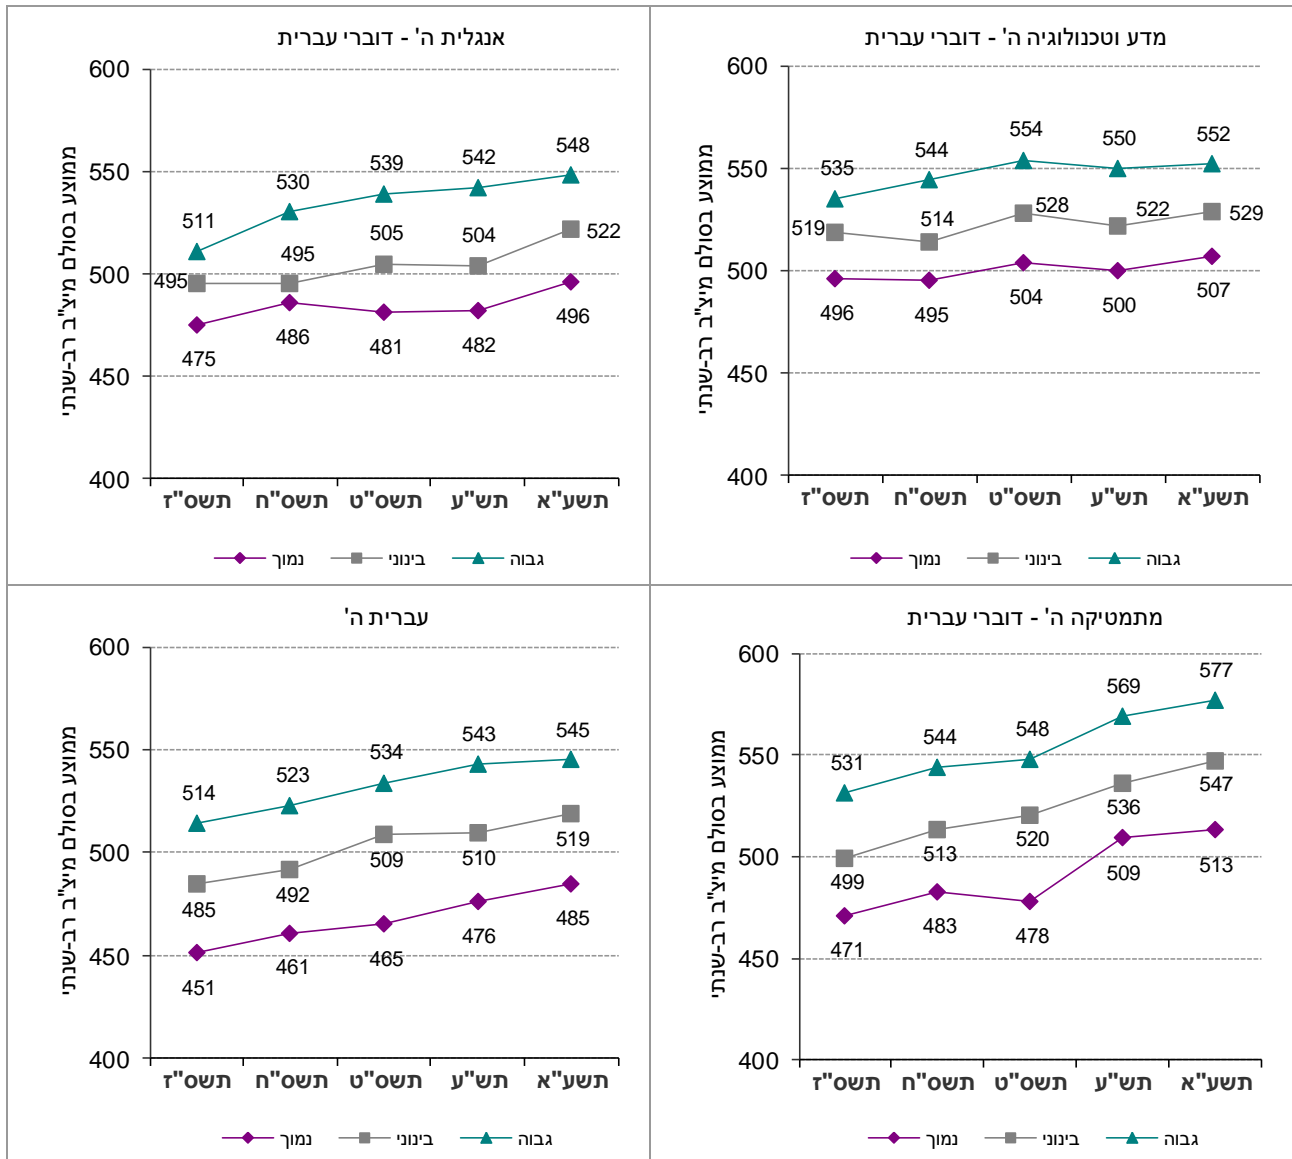 מדע וטכנולוגיה ה' - דוברי עברית
ממוצע בסולם מיצ"ב רב-שנתי
600
550
500
450
400
535 544 554 550 552
519 514 528 522 529
496 495 504 500 507
תשס"ז תשס"ח תשס"ט תש"ע תשע"א
נמוך בינוני גבוה
אנגלית ה' - דוברי עברית
ממוצע בסולם מיצ"ב רב-שנתי
600
550
500
450
400
511 530 539 542 548
495 495 505 504 522
475 486 481 482 496
תשס"ז תשס"ח תשס"ט תש"ע תשע"א
נמוך בינוני גבוה
מתמטיקה ה' - דוברי עברית
ממוצע בסולם מיצ"ב רב-שנתי
600
550
500
450
400
531 544 548 569 577
499 513 520 536 547
471 483 478 509 513
תשס"ז תשס"ח תשס"ט תש"ע תשע"א
נמוך בינוני גבוה
עברית ה'
ממוצע בסולם מיצ"ב רב-שנתי
600
550
500
450
400
514 523 534 543 545
485 492 509 510 519
451 461 465 476 485
תשס"ז תשס"ח תשס"ט תש"ע תשע"א
נמוך בינוני גבוה